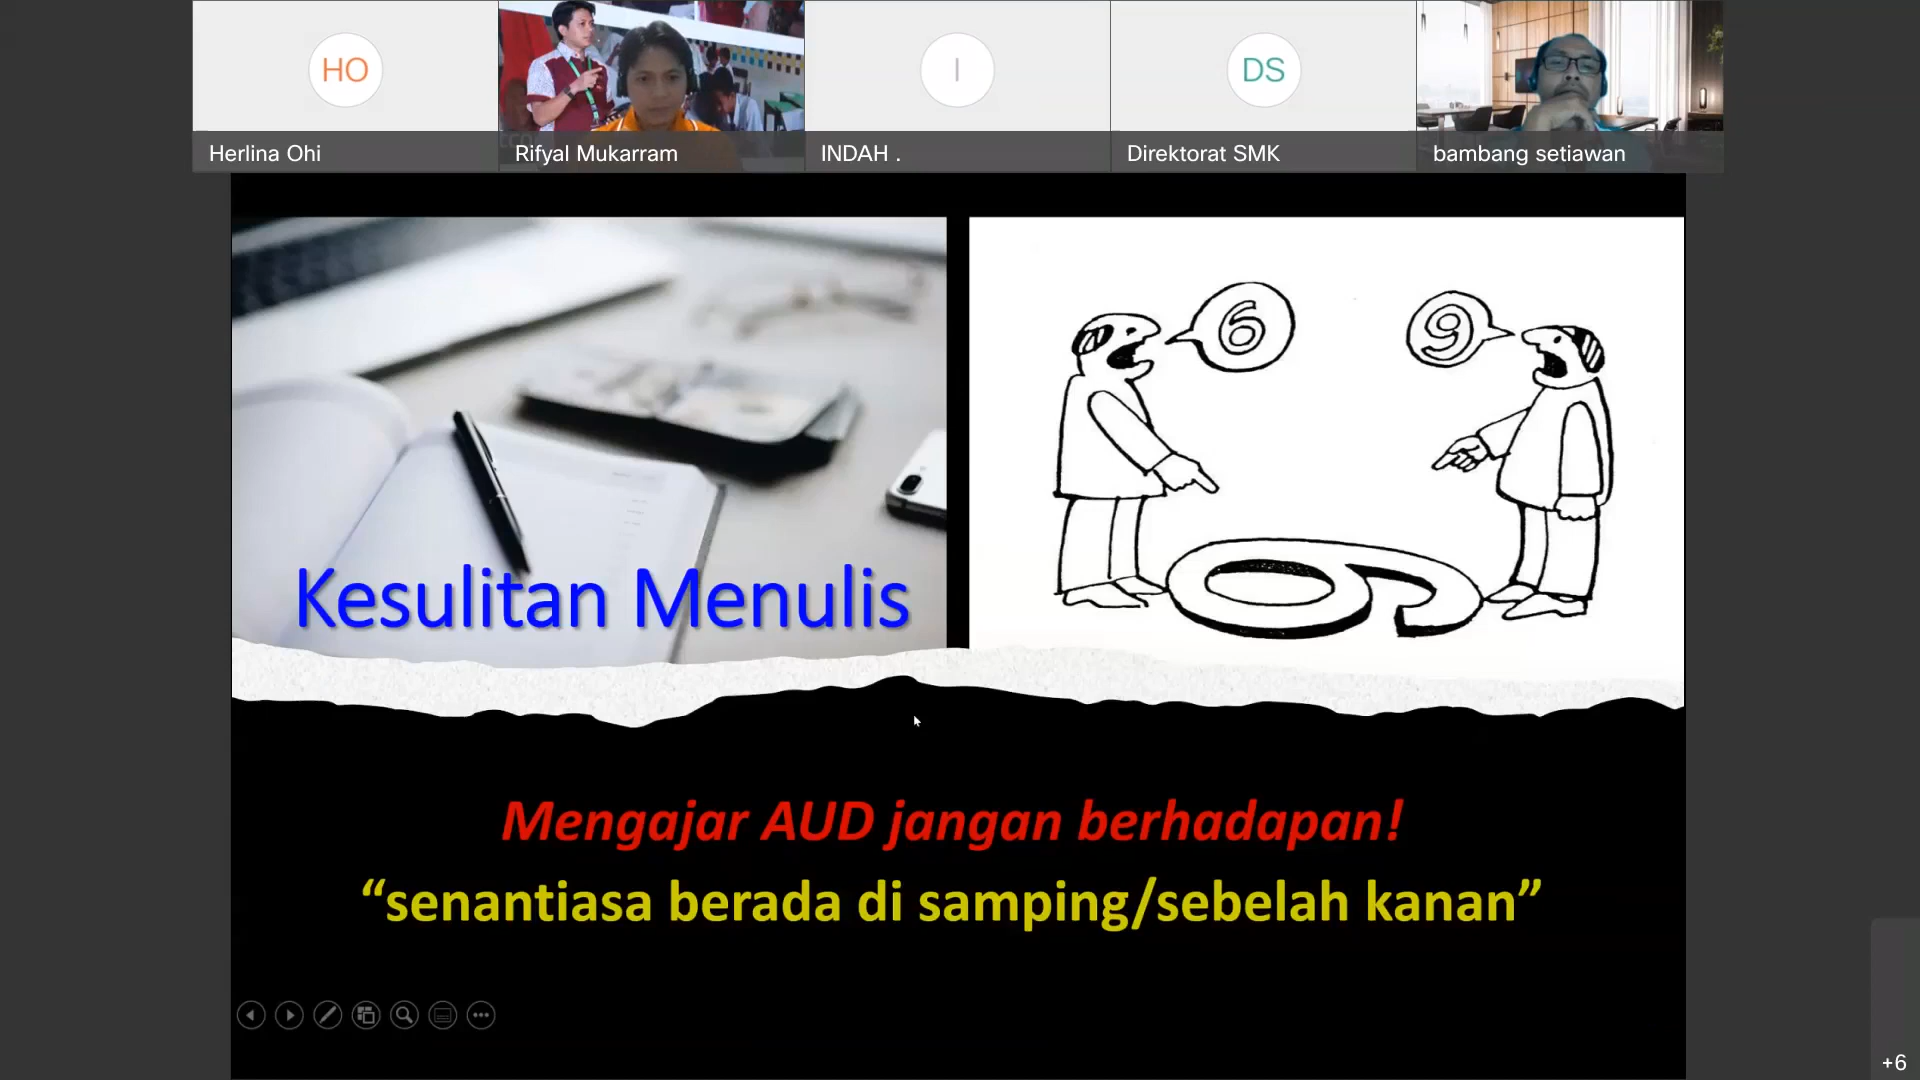 HO
I
DS
Herlina Ohi
Rifyal Mukarram
INDAH .
Direktorat SMK
bambang setiawan
6
9
Kesulitan Menulis
Mengajar AUD jangan berhadapan!
“senantiasa berada di samping/sebelah kanan”
+6